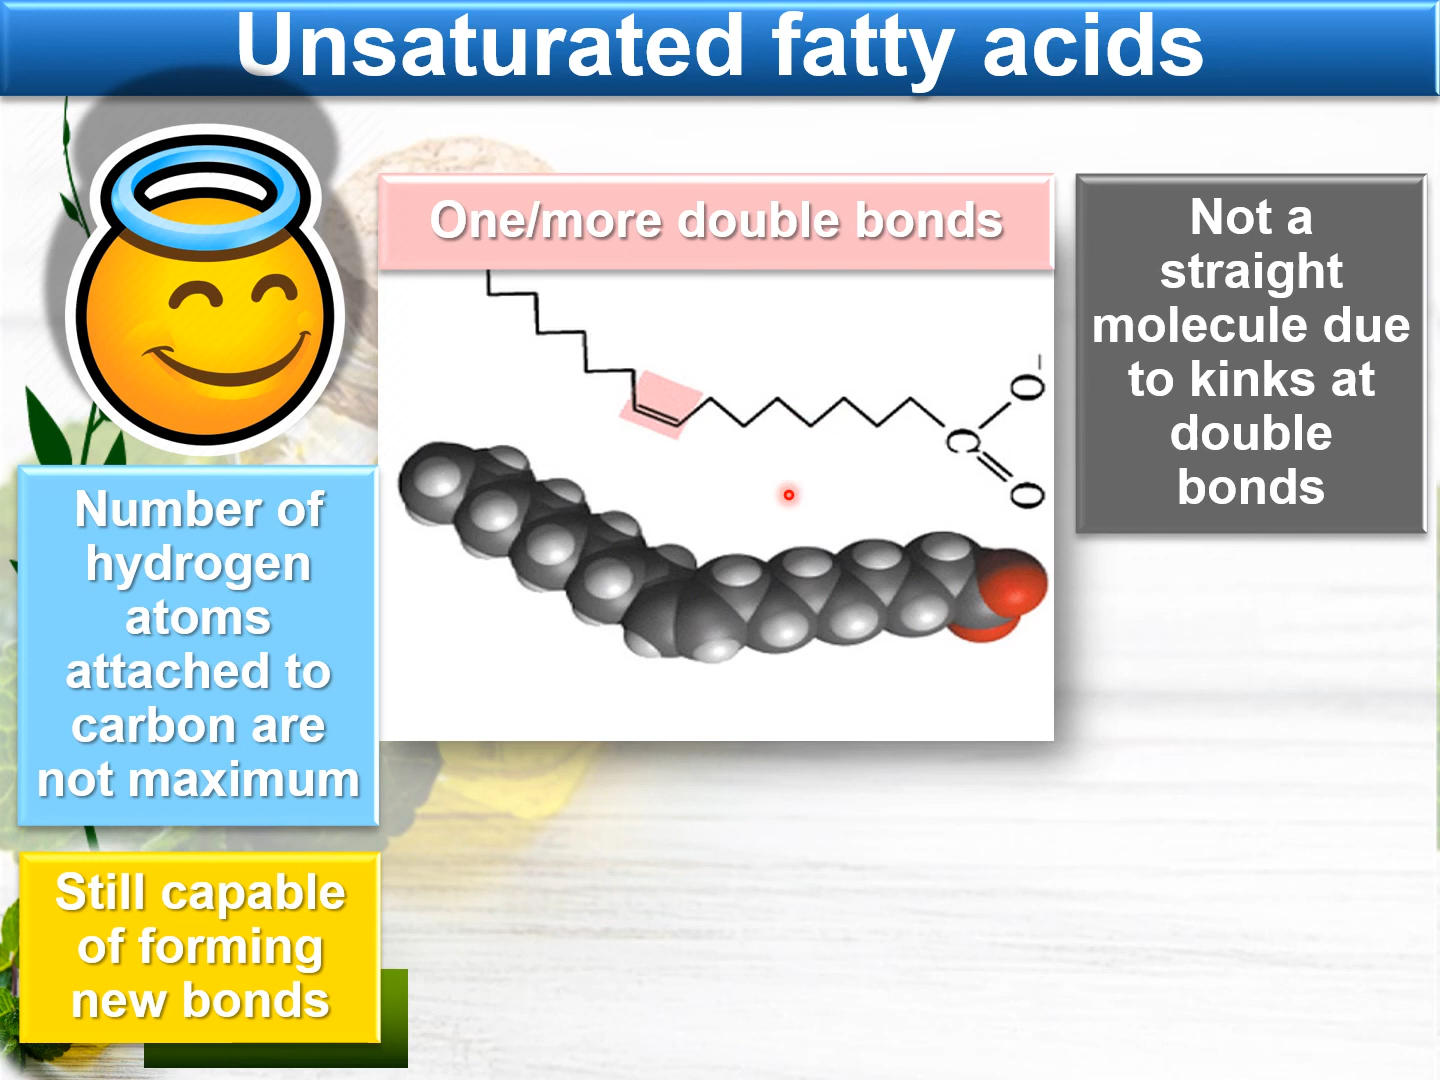 Unsaturated fatty acids
One/more double bonds
Not a
straight
molecule due
to kinks at
double
bonds
O
C
O
Number of
hydrogen
atoms
attached to
carbon are
not maximum
Still capable
of forming
new bonds